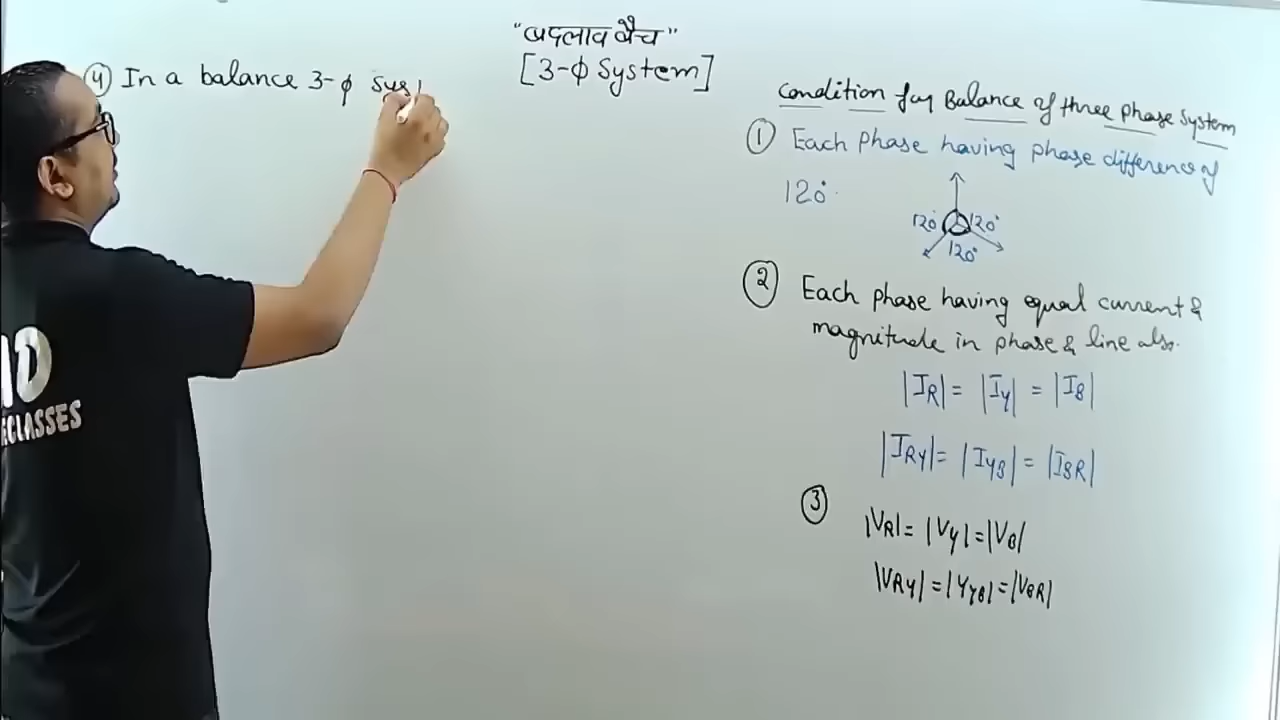 "बदलाव बैच"
[3-ϕ System]
④ In a balance 3-ϕ Sys
Condition for Balance of three phase system
① Each Phase having phase difference of
120°
120° 120°
120°
② Each phase having equal current &
magnitude in phase & line also.
|IR| = |IY| = |IB|
|IRY| = |IYB| = |IBR|
③
|VR| = |VY| = |VB|
|VRY| = |VYB| = |VBR|
CLASSES